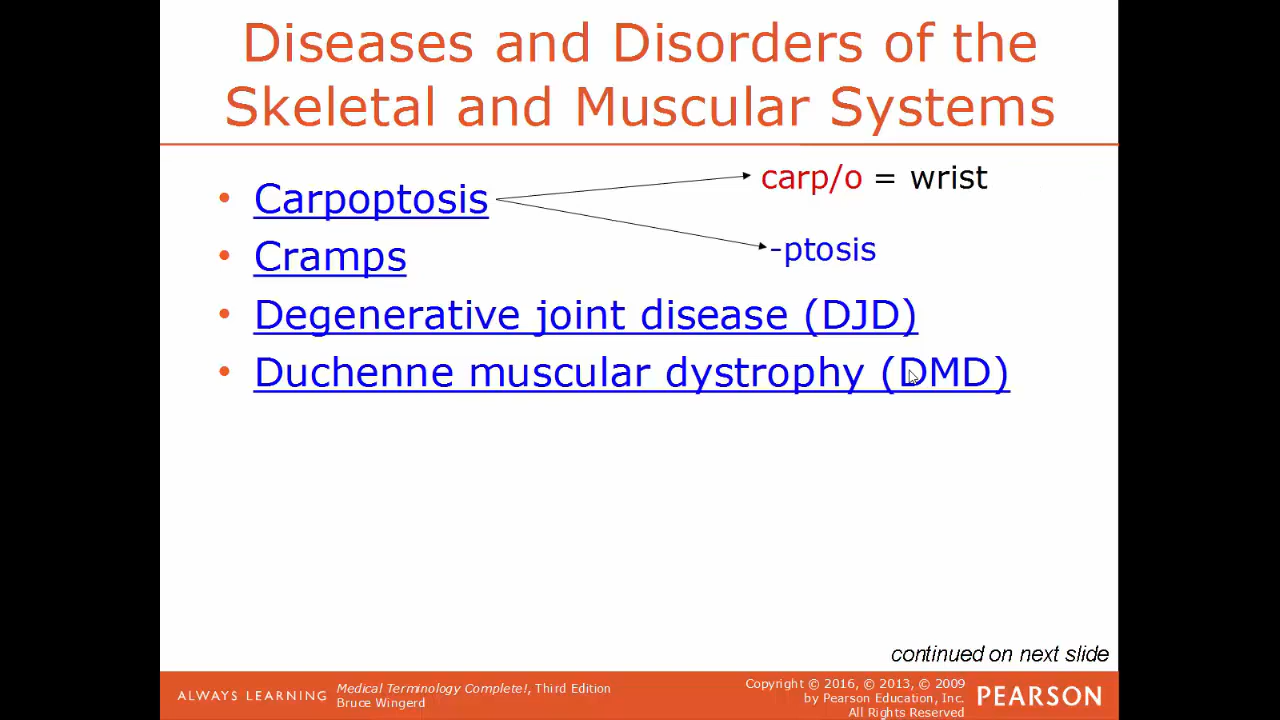 Diseases and Disorders of the
Skeletal and Muscular Systems
• Carpoptosis
carp/o = wrist
-ptosis
• Cramps
• Degenerative joint disease (DJD)
• Duchenne muscular dystrophy (DMD)
continued on next slide
ALWAYS LEARNING
Medical Terminology Complete!, Third Edition
Bruce Wingerd
Copyright © 2016, © 2013, © 2009
by Pearson Education, Inc.
All Rights Reserved
PEARSON